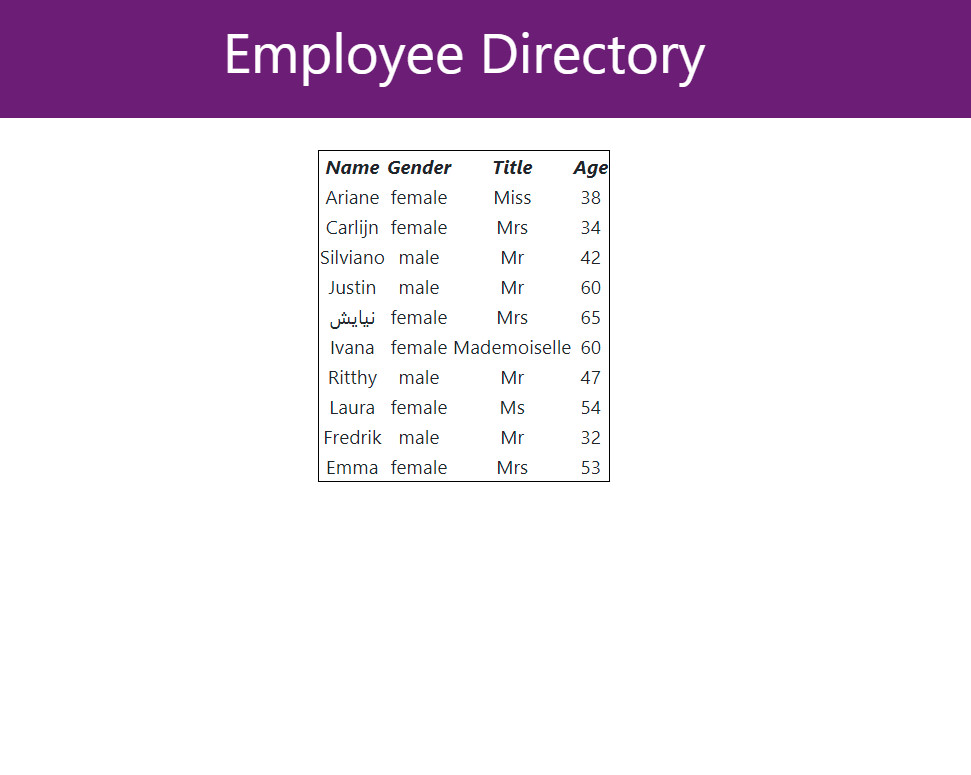 Employee Directory
Name Gender Title Age
Ariane female Miss 38
Carlijn female Mrs 34
Silviano male Mr 42
Justin male Mr 60
نیایش female Mrs 65
Ivana female Mademoiselle 60
Ritthy male Mr 47
Laura female Ms 54
Fredrik male Mr 32
Emma female Mrs 53